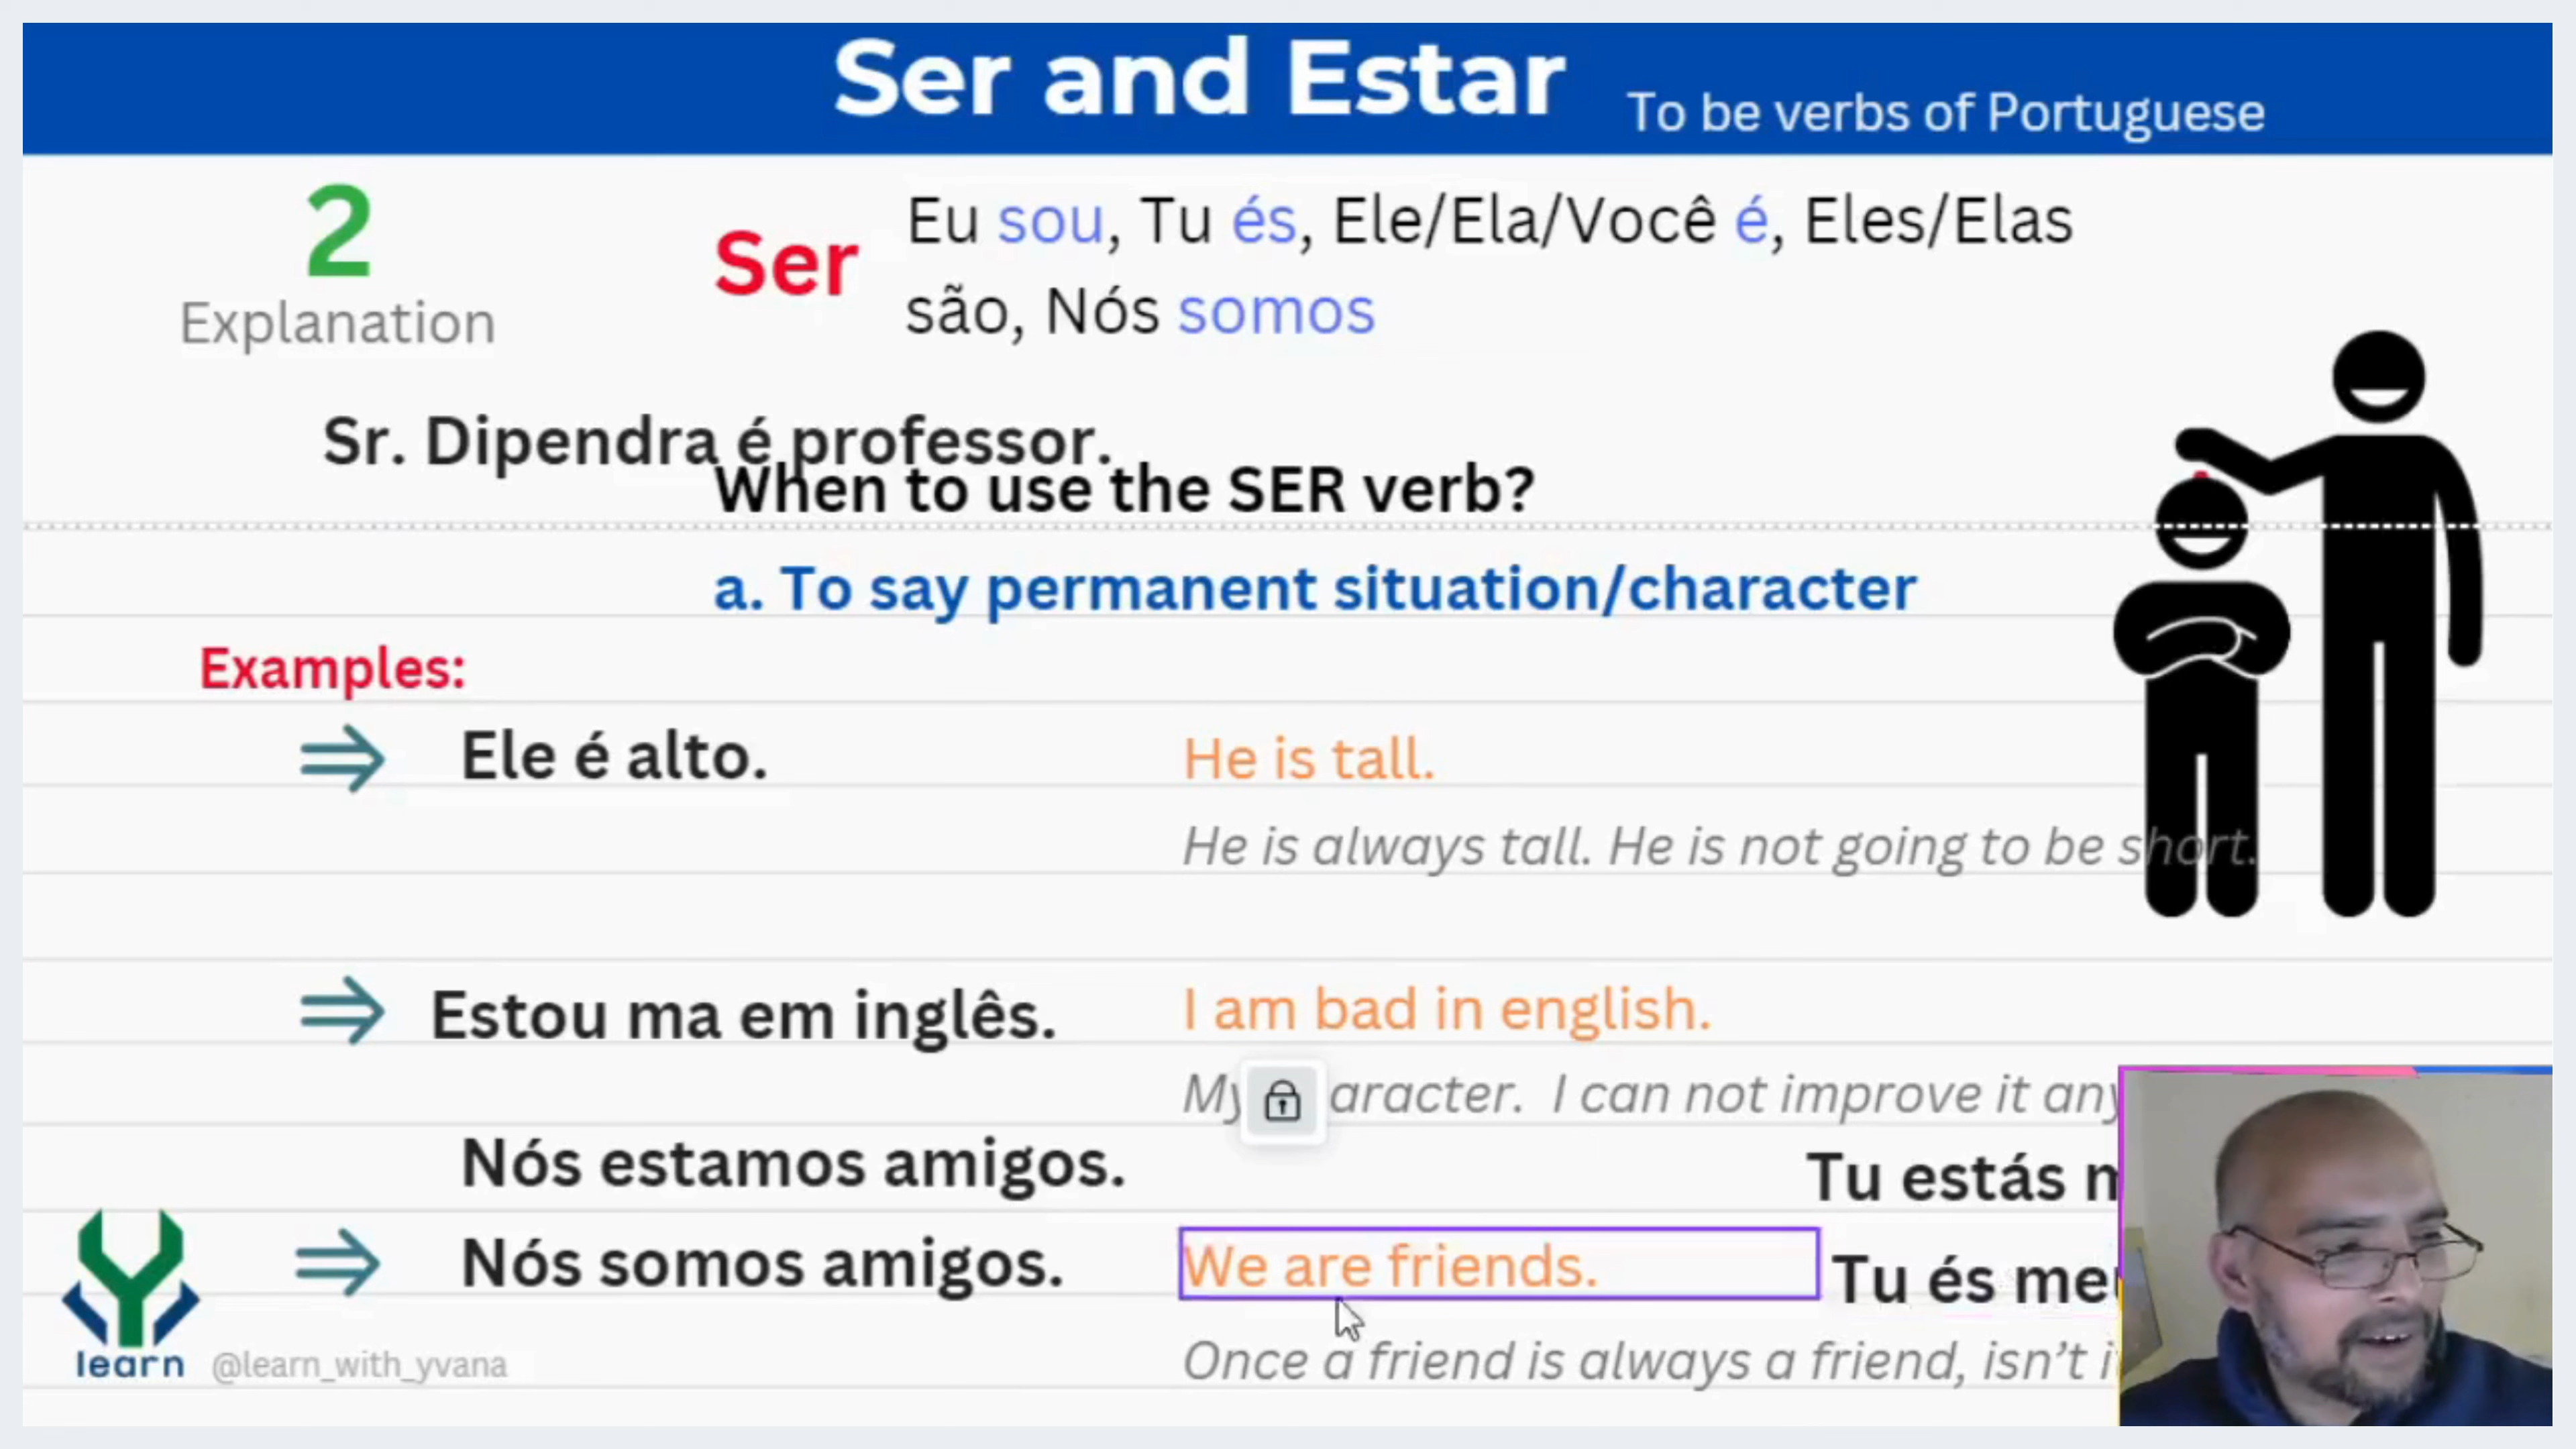 Ser and Estar
To be verbs of Portuguese
2
Explanation
Ser
Eu sou, Tu és, Ele/Ela/Você é, Eles/Elas
são, Nós somos
Sr. Dipendra é professor.
When to use the SER verb?
a. To say permanent situation/character
Examples:
Ele é alto.
He is tall.
He is always tall. He is not going to be short.
Estou ma em inglês.
I am bad in english.
My aracter. I can not improve it any
Nós estamos amigos.
Tu estás
Nós somos amigos.
We are friends.
Tu és
Once a friend is always a friend, isn't
learn
@learn_with_yvana